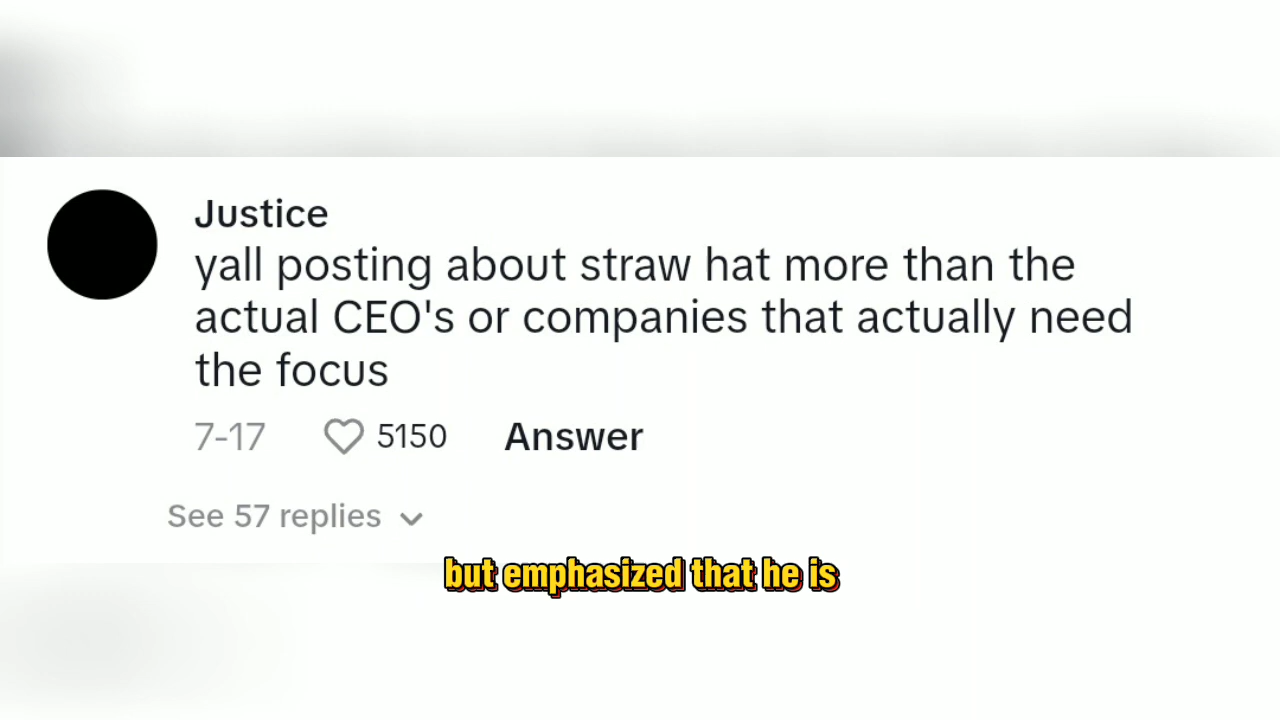 Justice
yall posting about straw hat more than the
actual CEO's or companies that actually need
the focus
7-17 5150 Answer
See 57 replies
but emphasized that he is